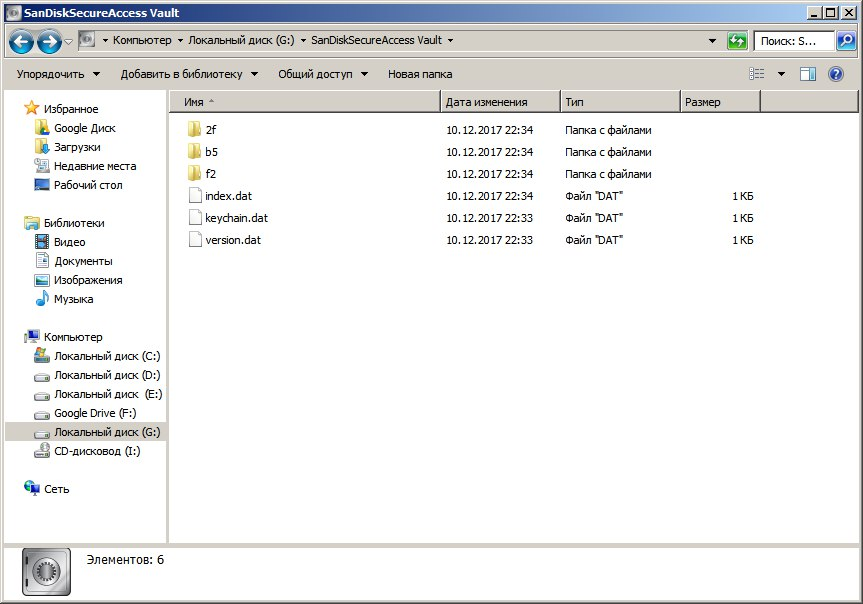 SanDiskSecureAccess Vault
Компьютер Локальный диск (G:) SanDiskSecureAccess Vault Поиск: S...
Упорядочить Добавить в библиотеку Общий доступ Новая папка
Имя Дата изменения Тип Размер
Избранное
Google Диск
Загрузки
Недавние места
Рабочий стол
Библиотеки
Видео
Документы
Изображения
Музыка
Компьютер
Локальный диск (C:)
Локальный диск (D:)
Локальный диск (E:)
Google Drive (F:)
Локальный диск (G:)
CD-дисковод (I:)
Сеть
2f 10.12.2017 22:34 Папка с файлами
b5 10.12.2017 22:34 Папка с файлами
f2 10.12.2017 22:34 Папка с файлами
index.dat 10.12.2017 22:34 Файл "DAT" 1 КБ
keychain.dat 10.12.2017 22:33 Файл "DAT" 1 КБ
version.dat 10.12.2017 22:33 Файл "DAT" 1 КБ
Элементов: 6